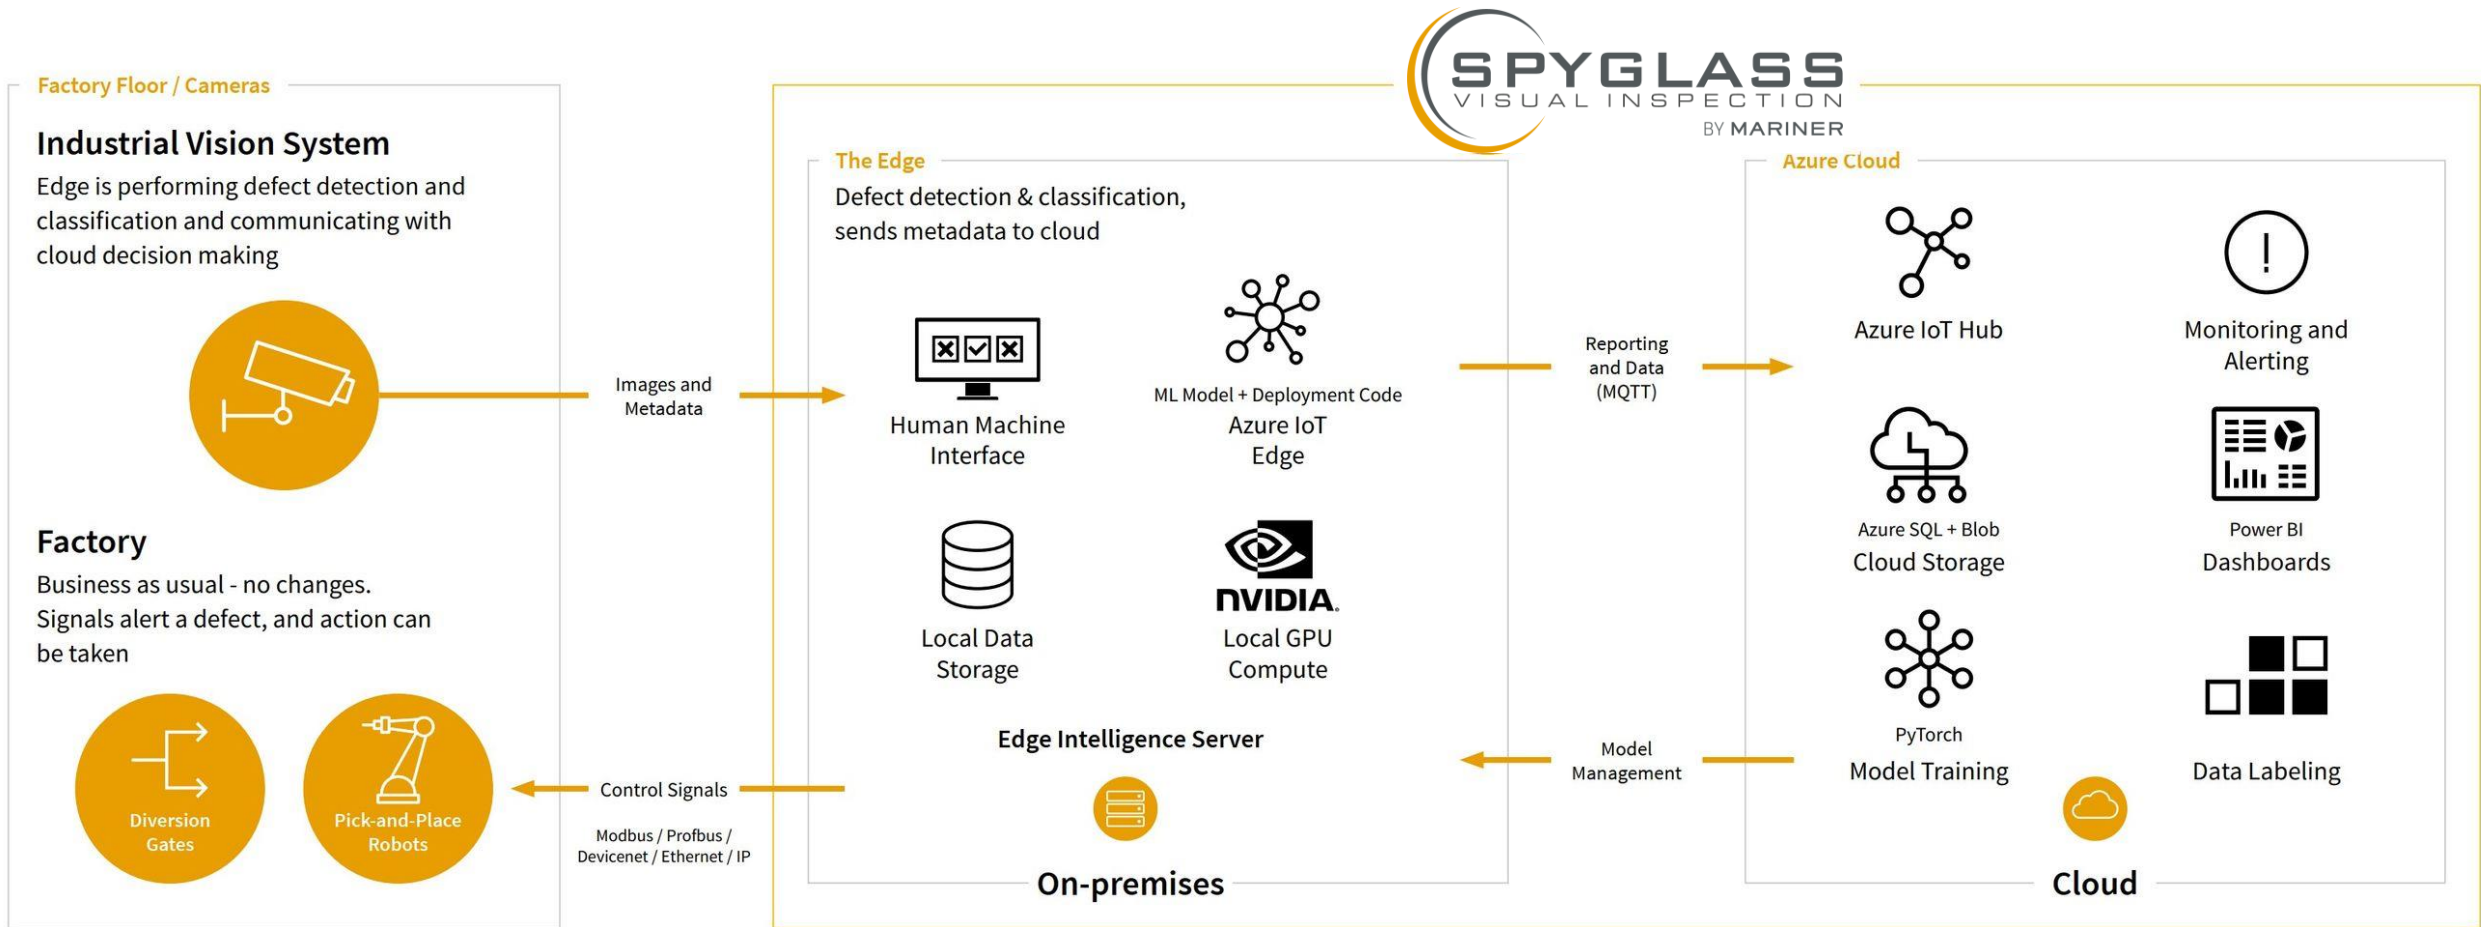 SPYGLASS
VISUAL INSPECTION
BY MARINER
Factory Floor / Cameras
Industrial Vision System
Edge is performing defect detection and
classification and communicating with
cloud decision making
Factory
Business as usual - no changes.
Signals alert a defect, and action can
be taken
Diversion
Gates
Pick-and-Place
Robots
Images and
Metadata
Control Signals
Modbus / Profbus /
Devicenet / Ethernet / IP
The Edge
Defect detection & classification,
sends metadata to cloud
Human Machine
Interface
ML Model + Deployment Code
Azure IoT
Edge
Local Data
Storage
NVIDIA.
Local GPU
Compute
Edge Intelligence Server
On-premises
Reporting
and Data
(MQTT)
Model
Management
Azure Cloud
Azure IoT Hub
Monitoring and
Alerting
Azure SQL + Blob
Cloud Storage
Power BI
Dashboards
PyTorch
Model Training
Data Labeling
Cloud